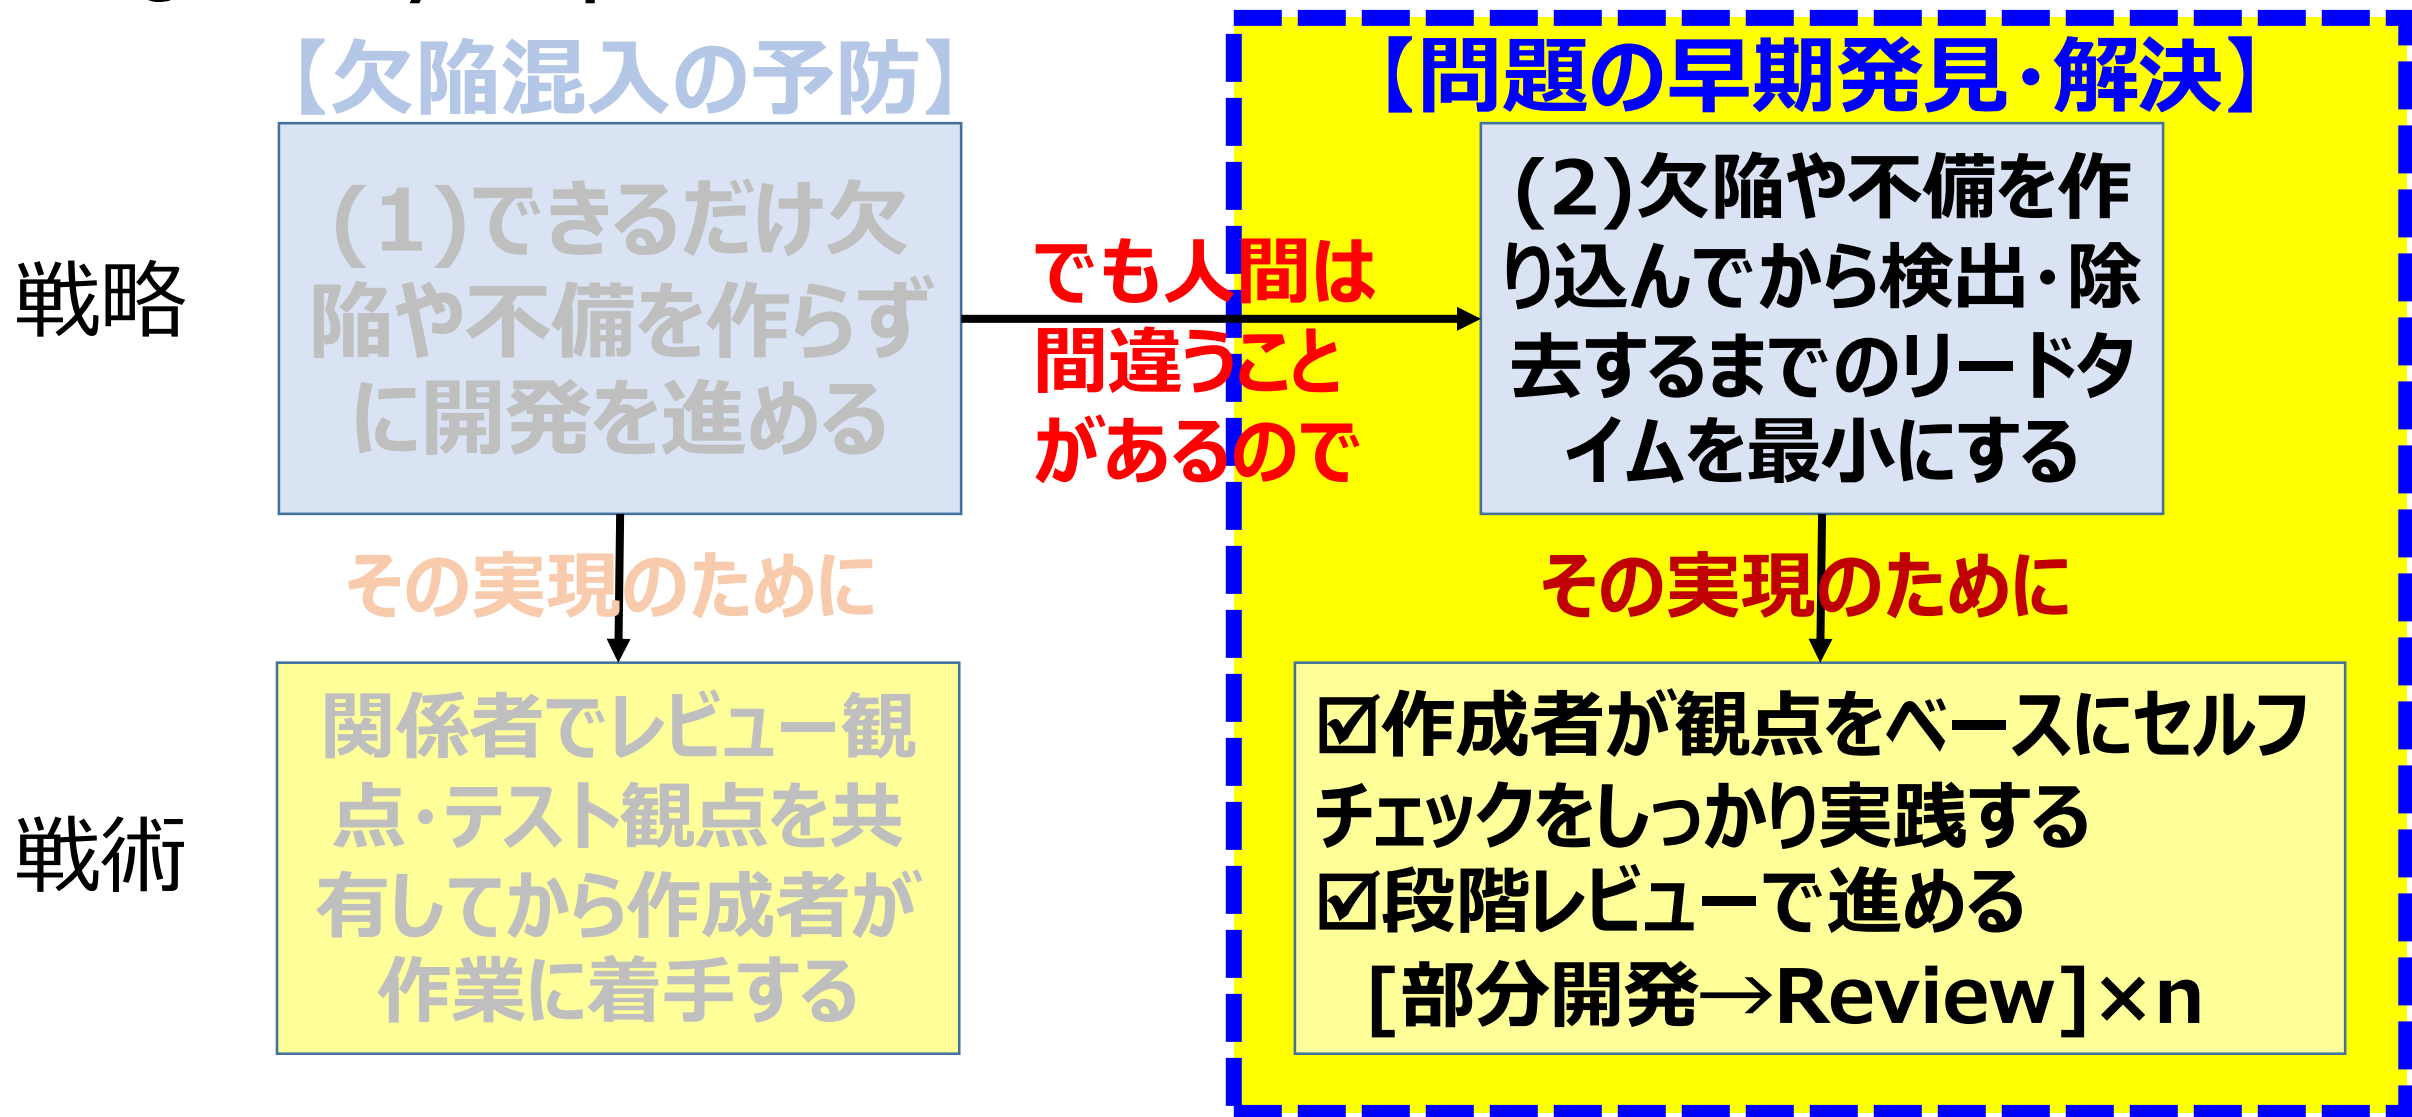 【欠陥混入の予防】
【問題の早期発見・解決】
戦略
(1)できるだけ欠
陥や不備を作らず
に開発を進める
でも人間は
間違うこと
があるので
(2)欠陥や不備を作
り込んでから検出・除
去するまでのリードタ
イムを最小にする
その実現のために
その実現のために
戦術
関係者でレビュー観
点・テスト観点を共
有してから作成者が
作業に着手する
☑作成者が観点をベースにセルフ
チェックをしっかり実践する
☑段階レビューで進める
[部分開発→Review]×n